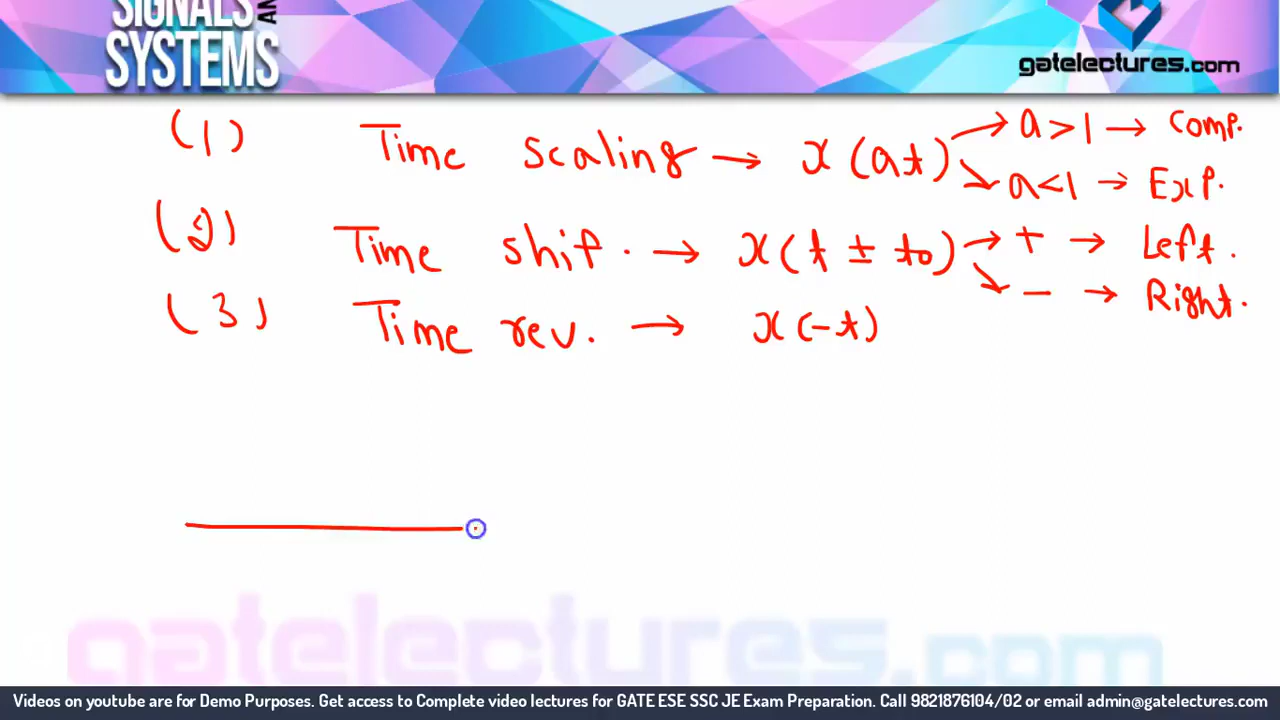 SIGNALS AN
SYSTEMS
gatelectures.com
(1) Time scaling → x(at) → a>1 → Comp.
→ a<1 → Exp.
(2) Time shif. → x(t ± to) → + → Left.
→ − → Right.
(3) Time rev. → x(-t)
gatelectures.com
Videos on youtube are for Demo Purposes. Get access to Complete video lectures for GATE ESE SSC JE Exam Preparation. Call 9821876104/02 or email admin@gatelectures.com